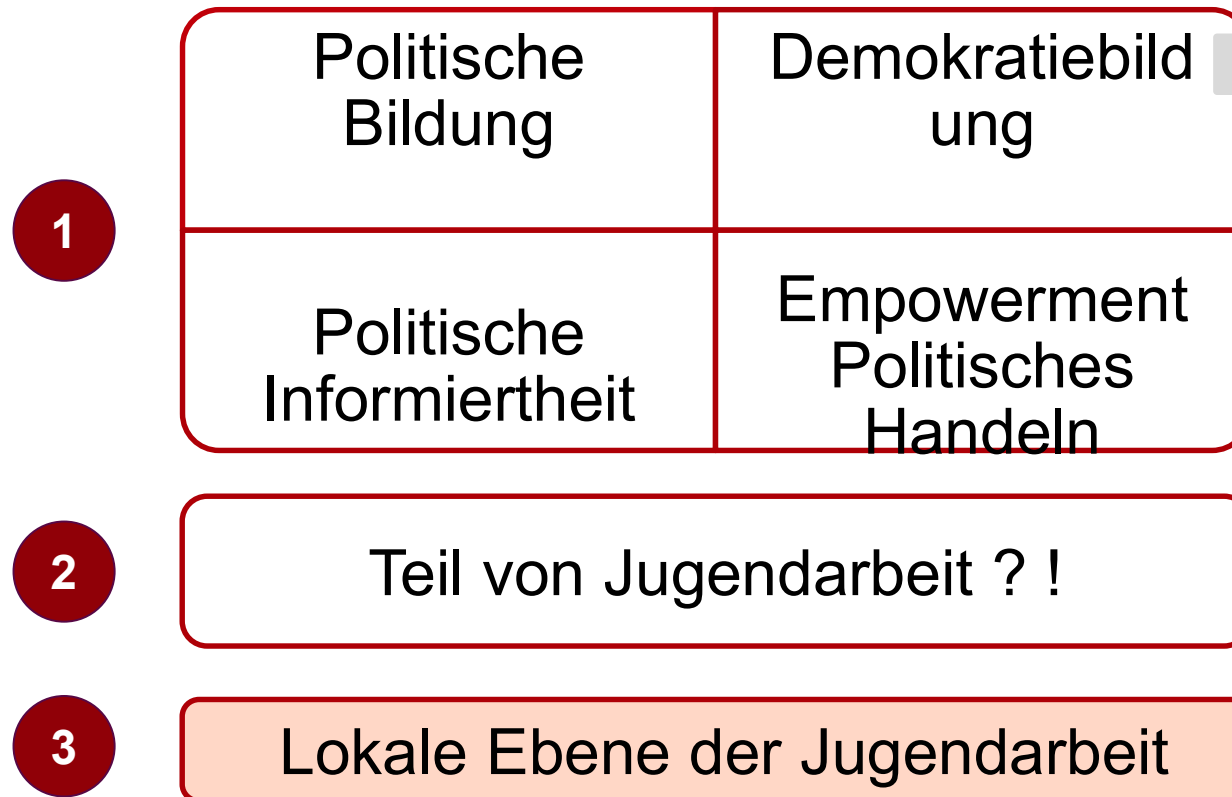 Politische
Bildung
Demokratiebild
ung
1
Politische
Informiertheit
Empowerment
Politisches
Handeln
2
Teil von Jugendarbeit ? !
3
Lokale Ebene der Jugendarbeit